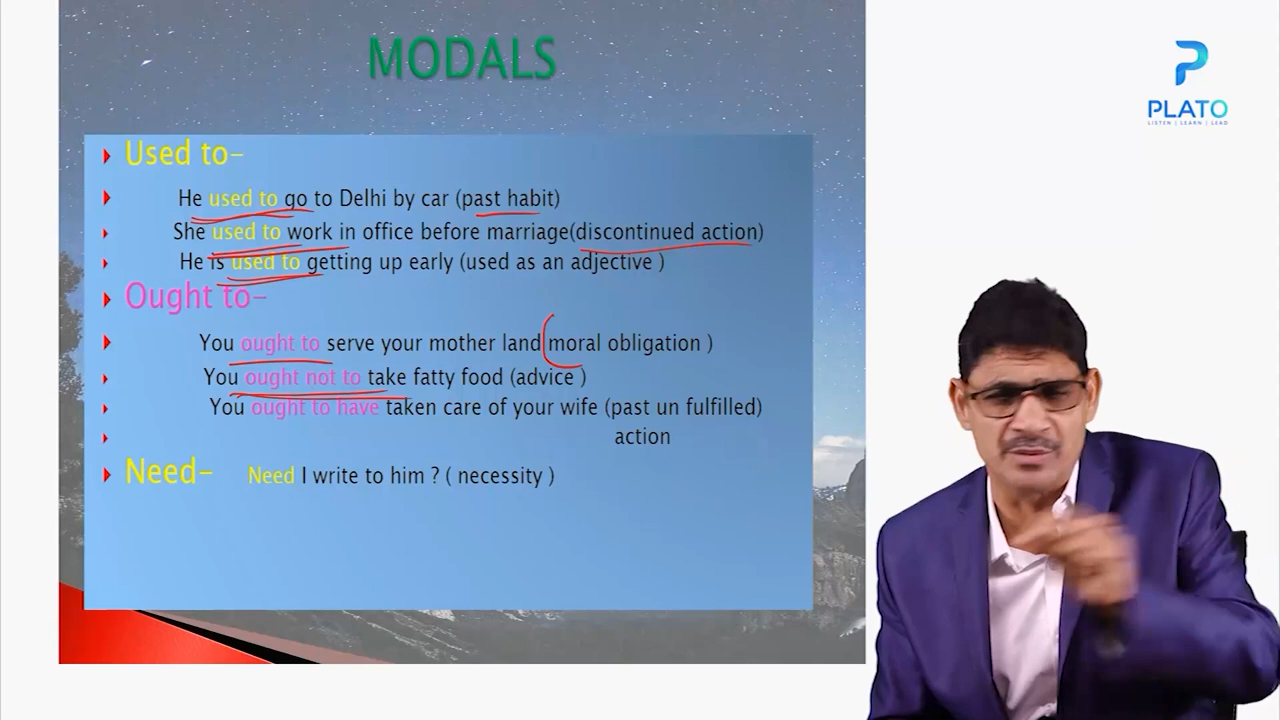 MODALS
Used to-
He used to go to Delhi by car (past habit)
She used to work in office before marriage(discontinued action)
He is used to getting up early (used as an adjective )
Ought to-
You ought to serve your mother land (moral obligation )
You ought not to take fatty food (advice )
You ought to have taken care of your wife (past un fulfilled)
action
Need- Need I write to him ? ( necessity )
PLATO
LISTEN | LEARN | LEAD